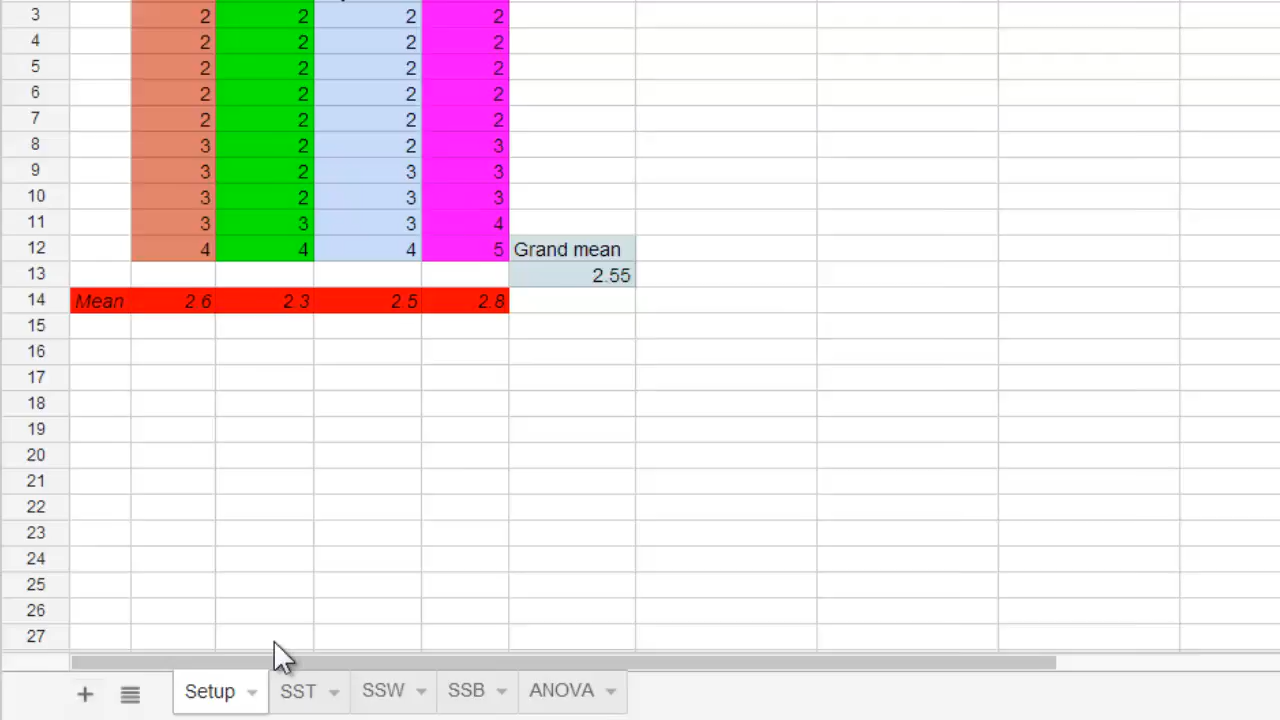 3 2 2 2 2
4 2 2 2 2
5 2 2 2 2
6 2 2 2 2
7 2 2 2 2
8 3 2 2 3
9 3 2 3 3
10 3 2 3 3
11 3 3 3 4
12 4 4 4 5 Grand mean
13 2.55
14 Mean 2.6 2.3 2.5 2.8
15
16
17
18
19
20
21
22
23
24
25
26
27
Setup SST SSW SSB ANOVA